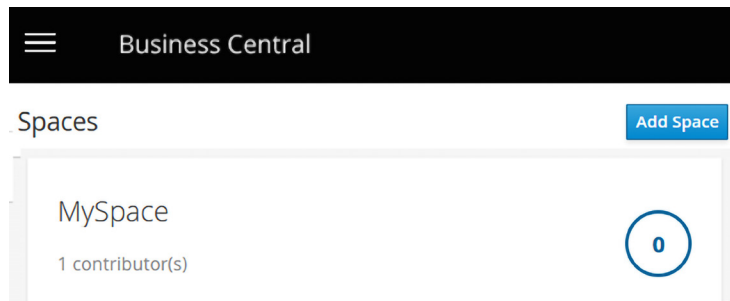 Business Central
Spaces
Add Space
MySpace
0
1 contributor(s)